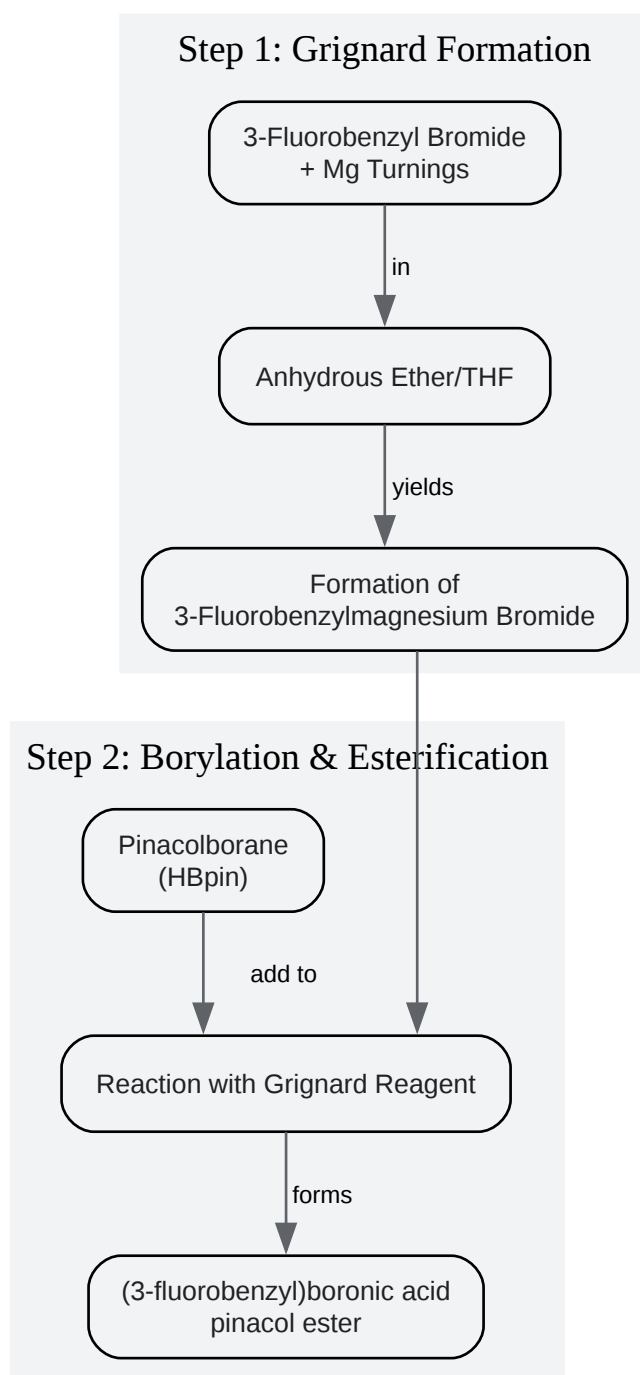 Step 1: Grignard Formation
3-Fluorobenzyl Bromide
+ Mg Turnings
in
Anhydrous Ether/THF
yields
Formation of
3-Fluorobenzylmagnesium Bromide
Step 2: Borylation & Esterification
Pinacolborane
(HBpin)
add to
Reaction with Grignard Reagent
forms
(3-fluorobenzyl)boronic acid
pinacol ester